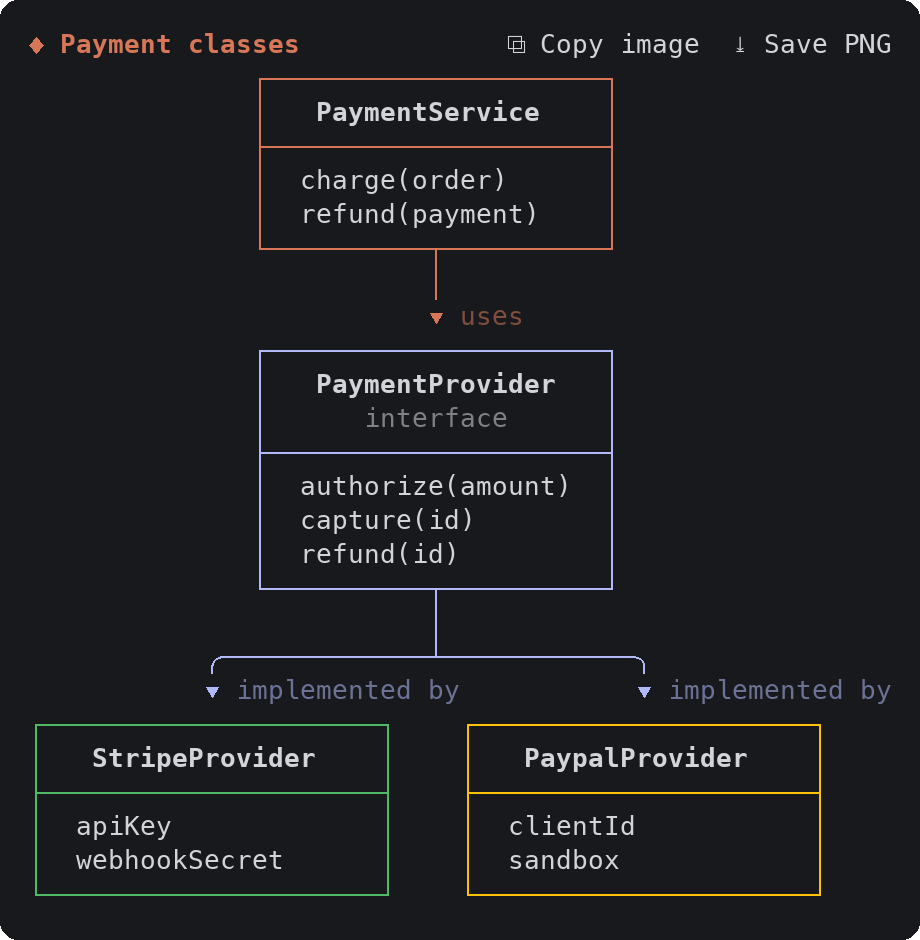 ♦ Payment classes
Copy image
⤓ Save PNG
PaymentService
charge(order)
refund(payment)
▼ uses
PaymentProvider
interface
authorize(amount)
capture(id)
refund(id)
▼ implemented by
▼ implemented by
StripeProvider
apiKey
webhookSecret
PaypalProvider
clientId
sandbox